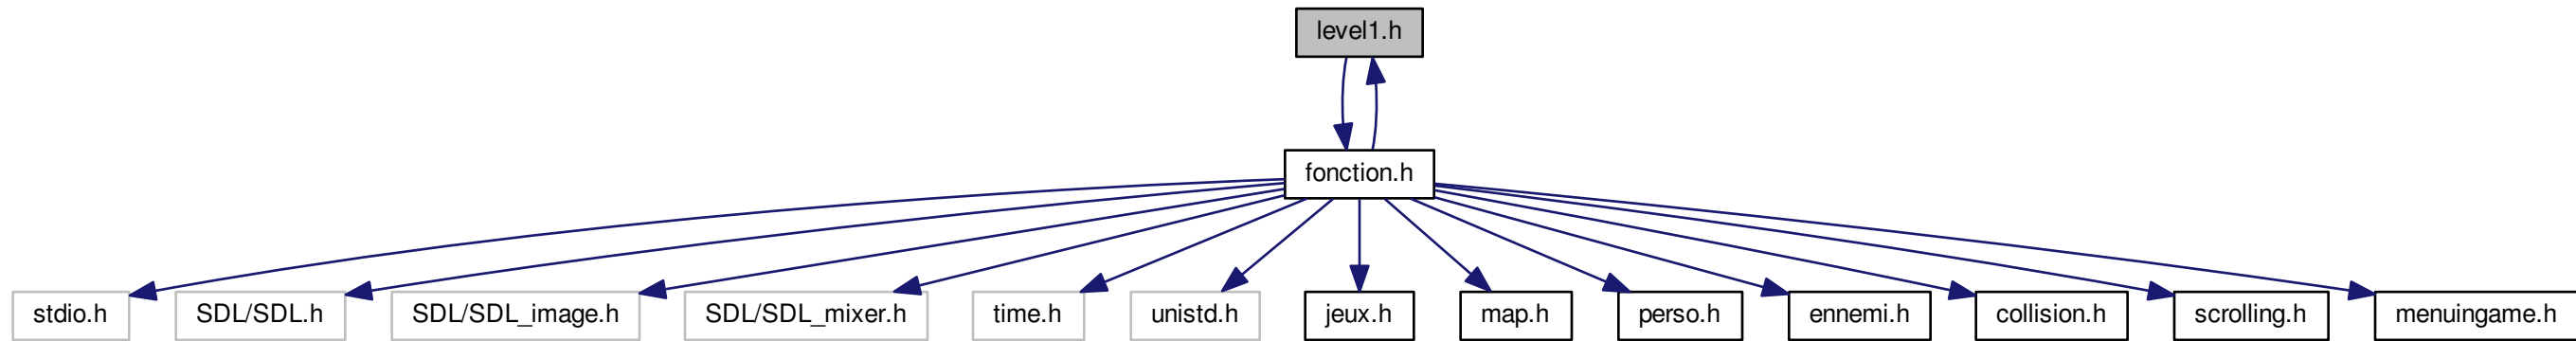 level1.h
fonction.h
stdio.h
SDL/SDL.h
SDL/SDL_image.h
SDL/SDL_mixer.h
time.h
unistd.h
jeux.h
map.h
perso.h
ennemi.h
collision.h
scrolling.h
menuingame.h